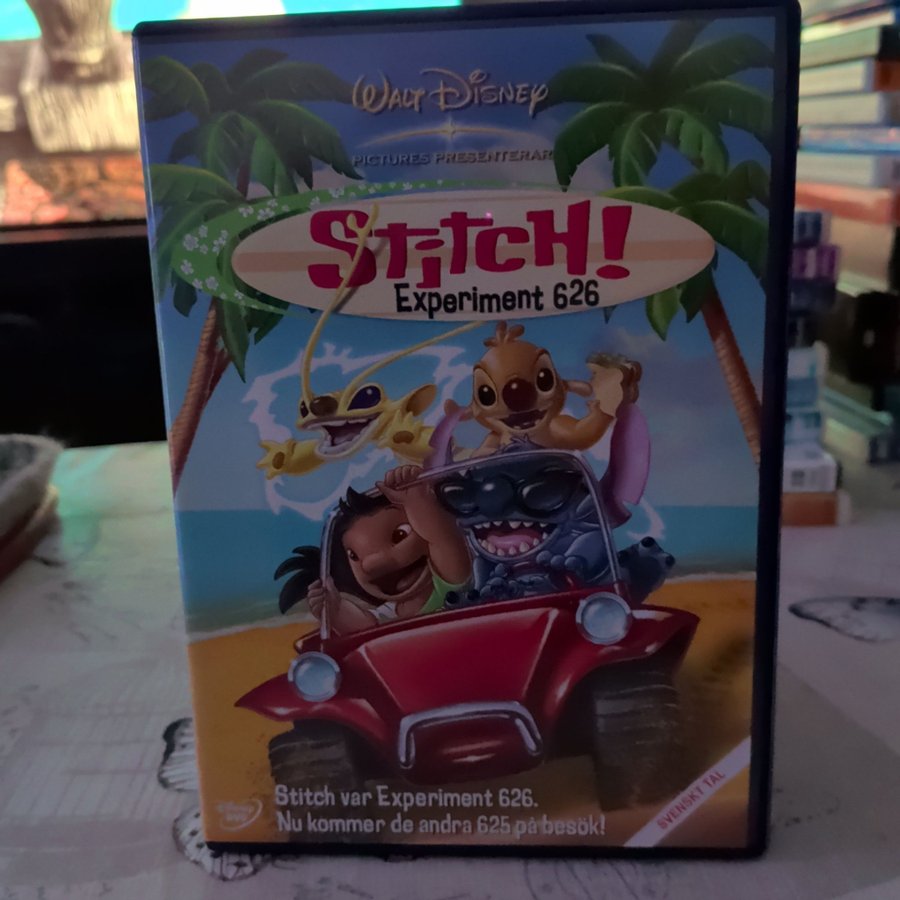 WALT DISNEY
PICTURES PRESENTERAR
STITCH!
Experiment 626
Stitch var Experiment 626.
Nu kommer de andra 625 på besök!
SVENSKT TAL
Disney
DVD